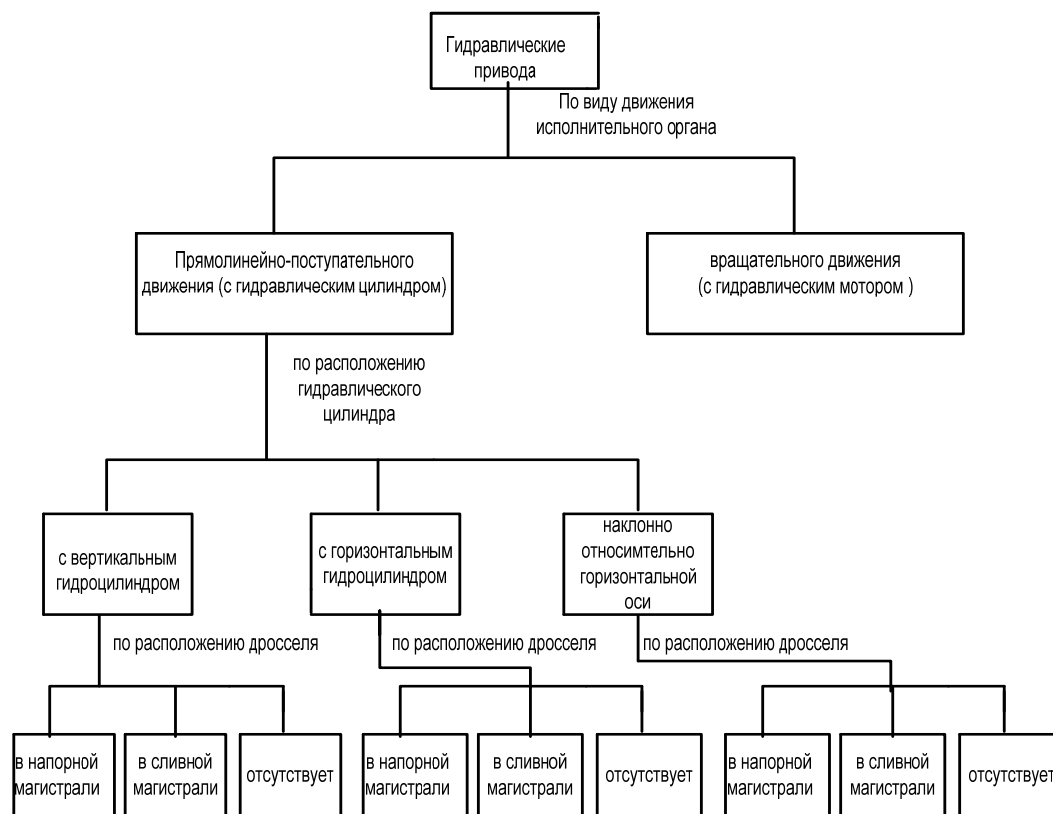 Гидравлические
привода
По виду движения
исполнительного органа
Прямолинейно-поступательного
движения (с гидравлическим цилиндром)
вращательного движения
(с гидравлическим мотором )
по расположению
гидравлического
цилиндра
с вертикальным
гидроцилиндром
с горизонтальным
гидроцилиндром
наклонно
относимтельно
горизонтальной
оси
по расположению дросселя
по расположению дросселя
по расположению дросселя
в напорной
магистрали
в сливной
магистрали
отсутствует
в напорной
магистрали
в сливной
магистрали
отсутствует
в напорной
магистрали
в сливной
магистрали
отсутствует